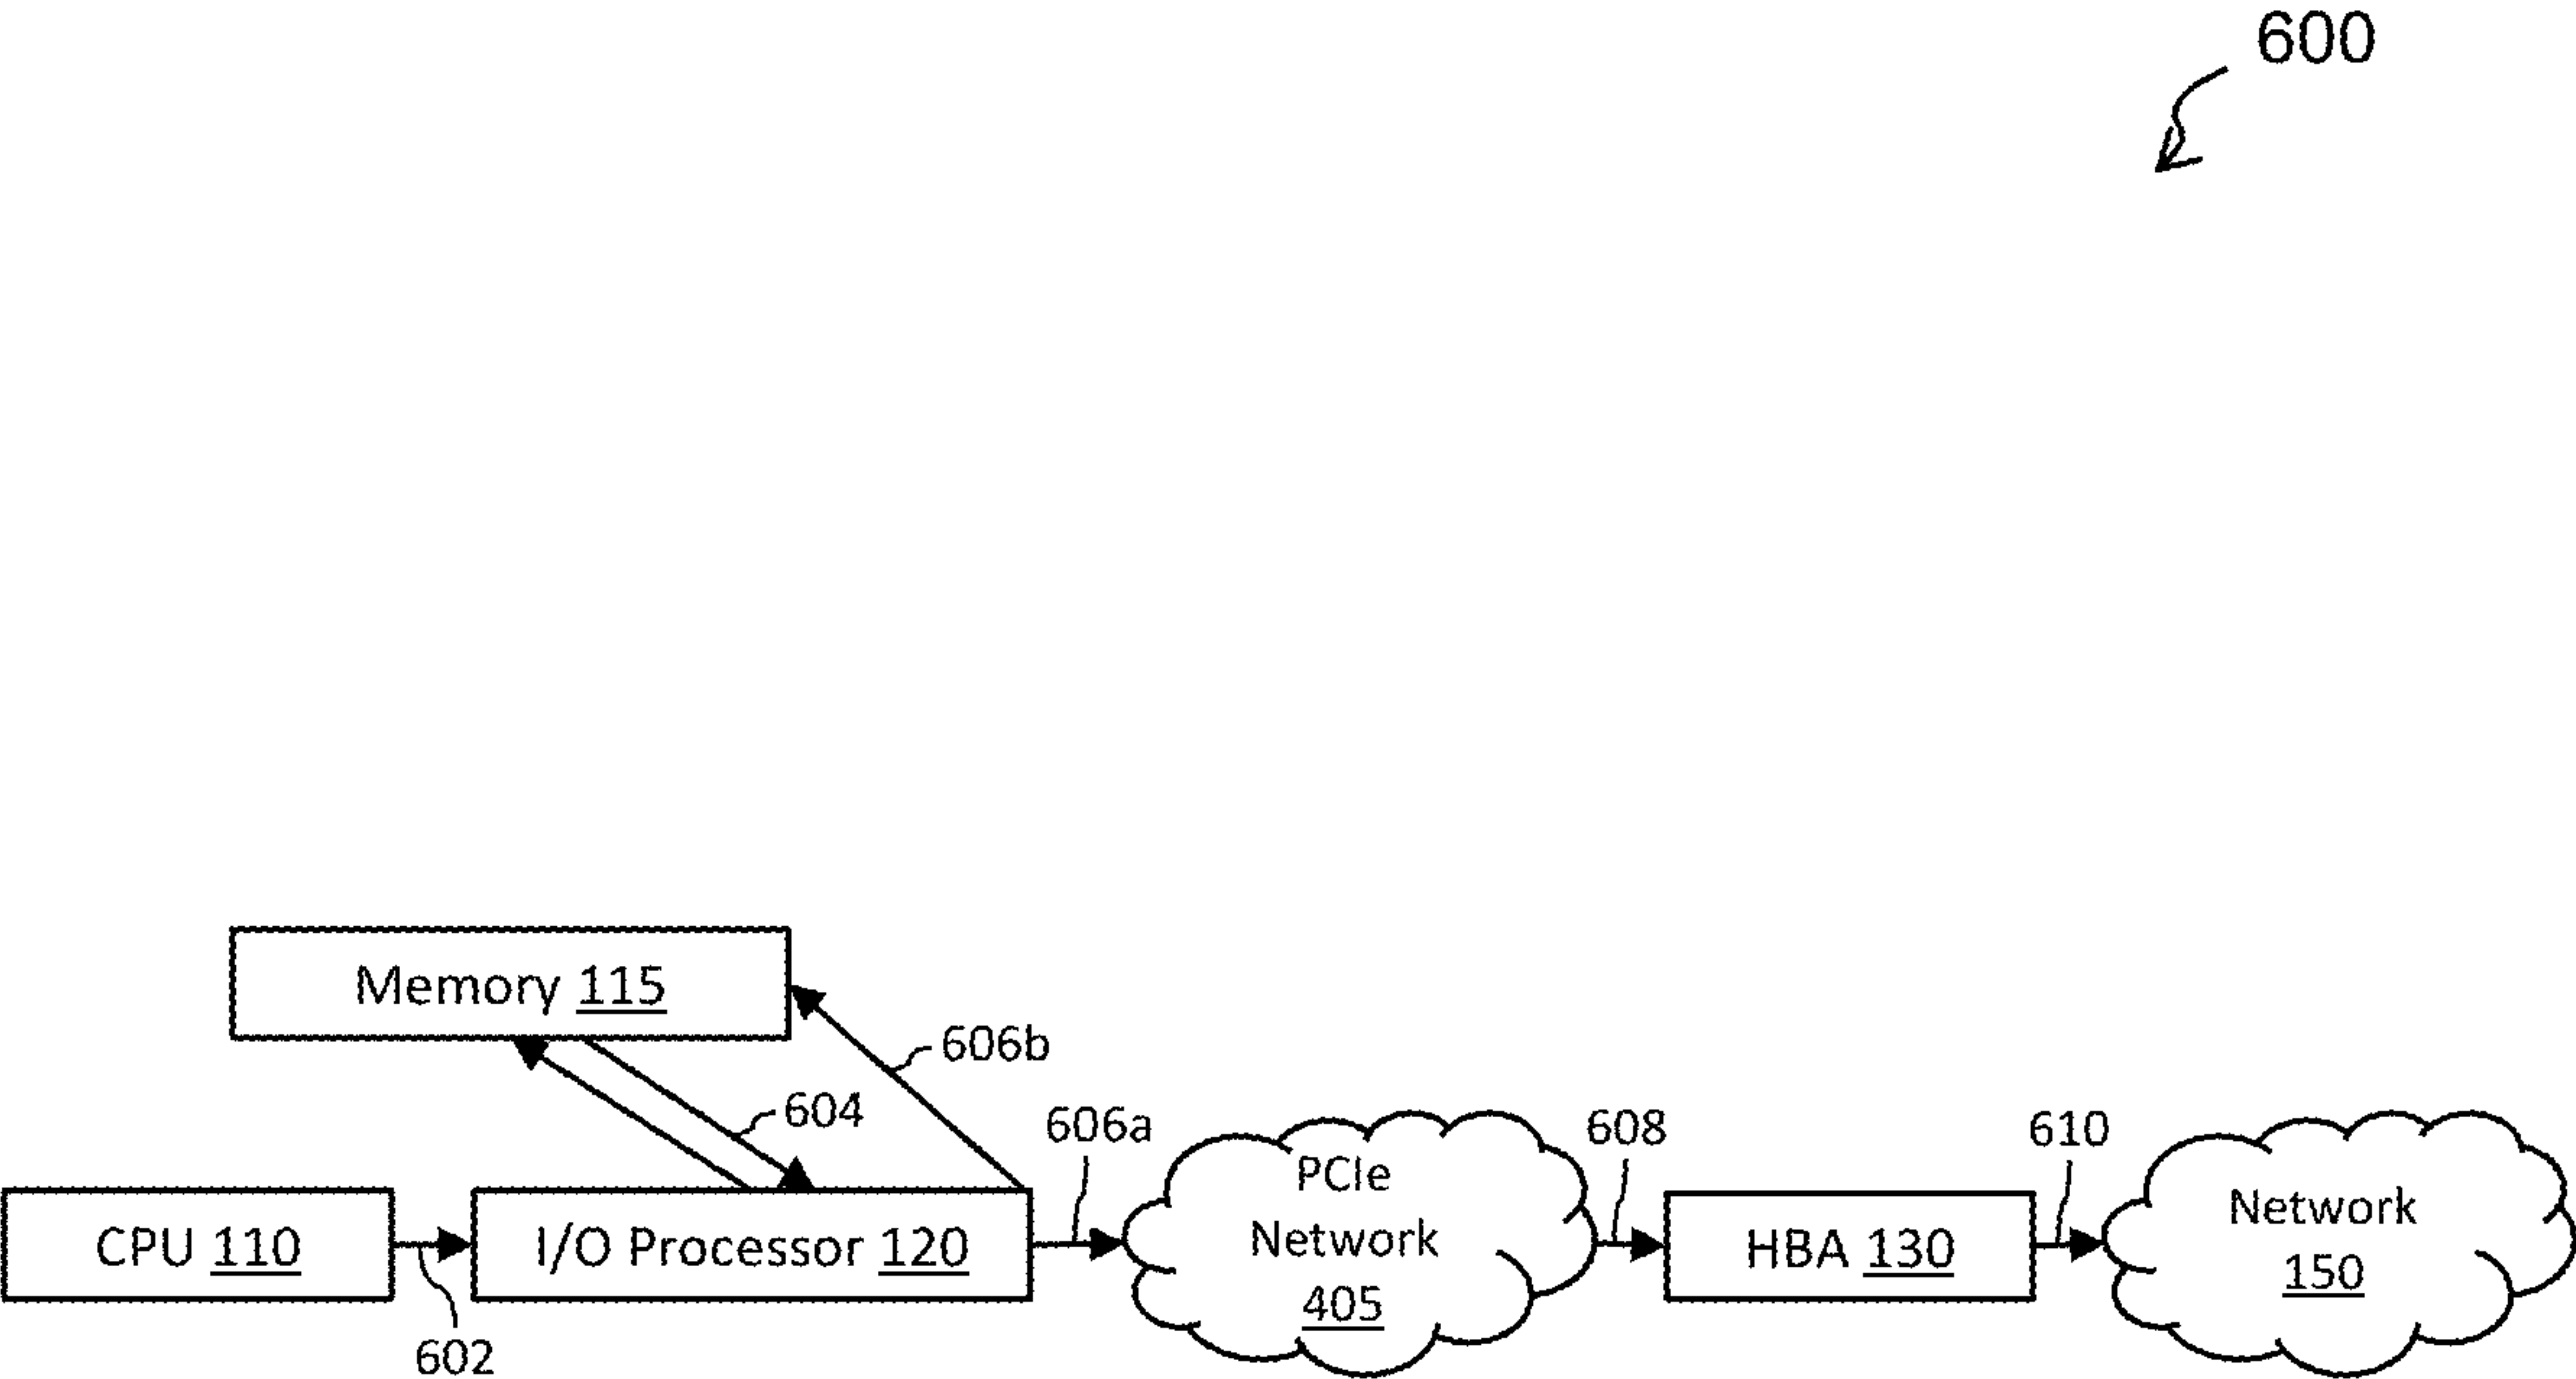 600
Memory 115
606b
604
606a
608
610
PCIe
Network
405
Network
150
CPU 110
I/O Processor 120
HBA 130
602